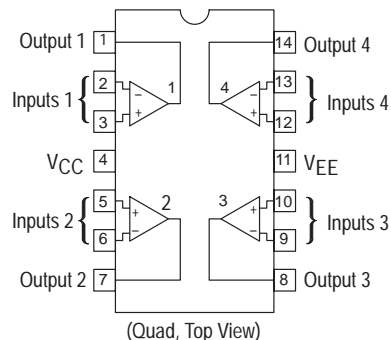 Output 1 1 14 Output 4
Inputs 1 2 − 1 4 − 13 Inputs 4
3 + + 12
VCC 4 11 VEE
Inputs 2 5 + 2 3 + 10 Inputs 3
6 − − 9
Output 2 7 8 Output 3
(Quad, Top View)